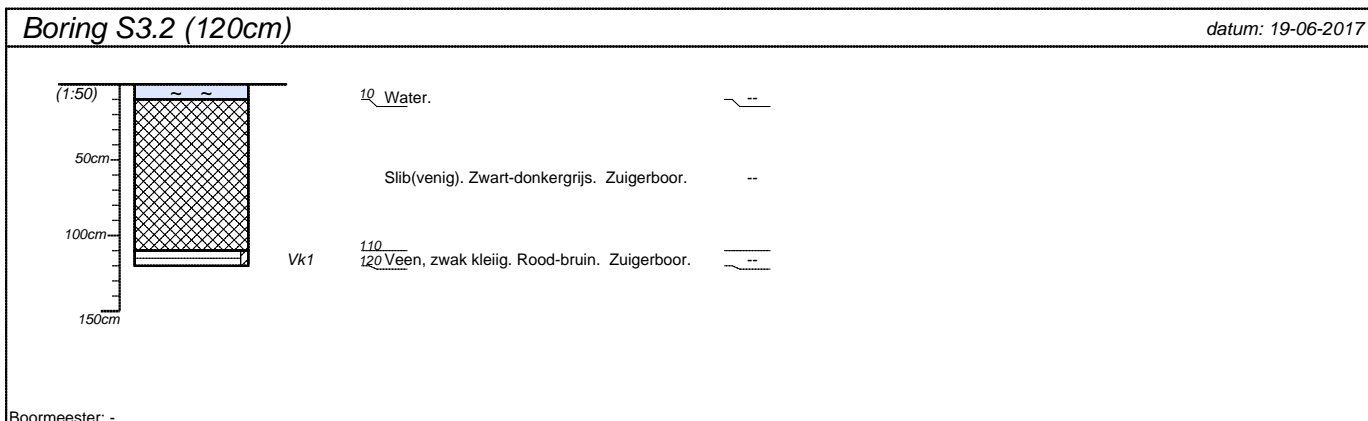 Boring S3.2 (120cm)
datum: 19-06-2017
(1:50)
~ ~
10 Water. --
50cm
Slib(venig). Zwart-donkergrijs. Zuigerboor. --
100cm
110
Vk1 120 Veen, zwak kleiig. Rood-bruin. Zuigerboor. --
150cm
Boormeester: -